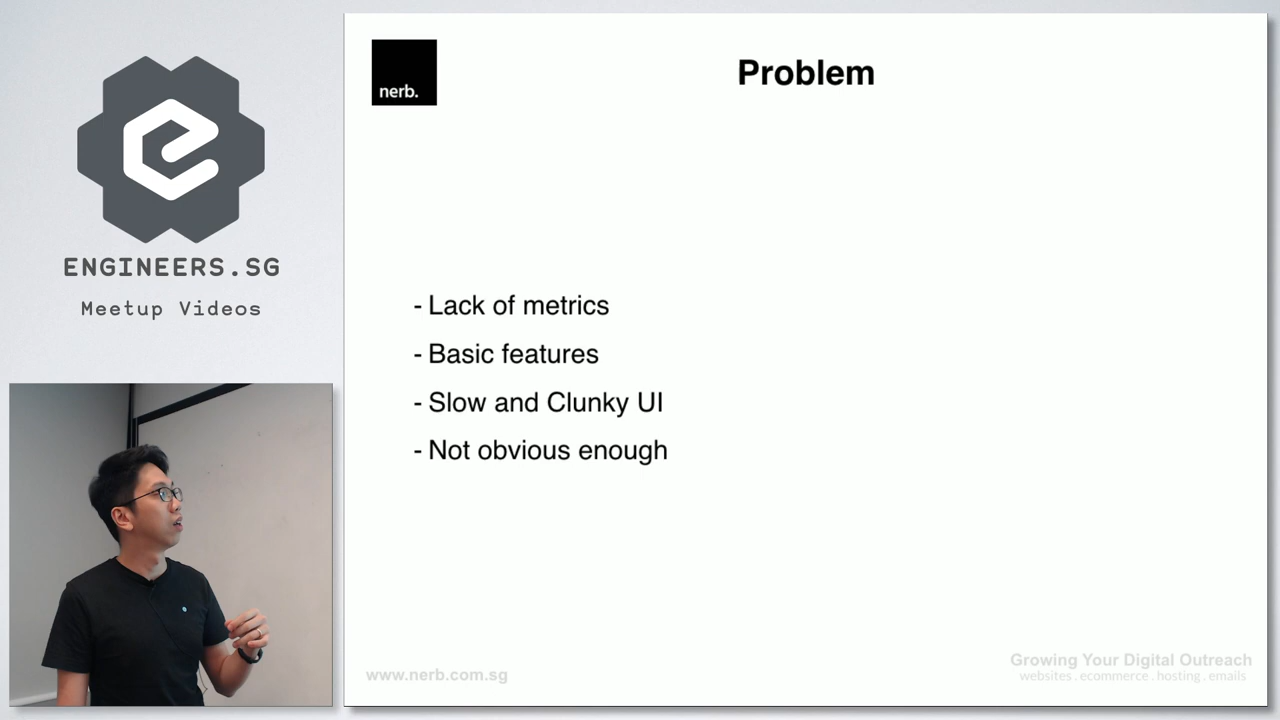 ENGINEERS.SG
Meetup Videos
nerb.
Problem
- Lack of metrics
- Basic features
- Slow and Clunky UI
- Not obvious enough
www.nerb.com.sg
Growing Your Digital Outreach
websites . ecommerce . hosting . emails